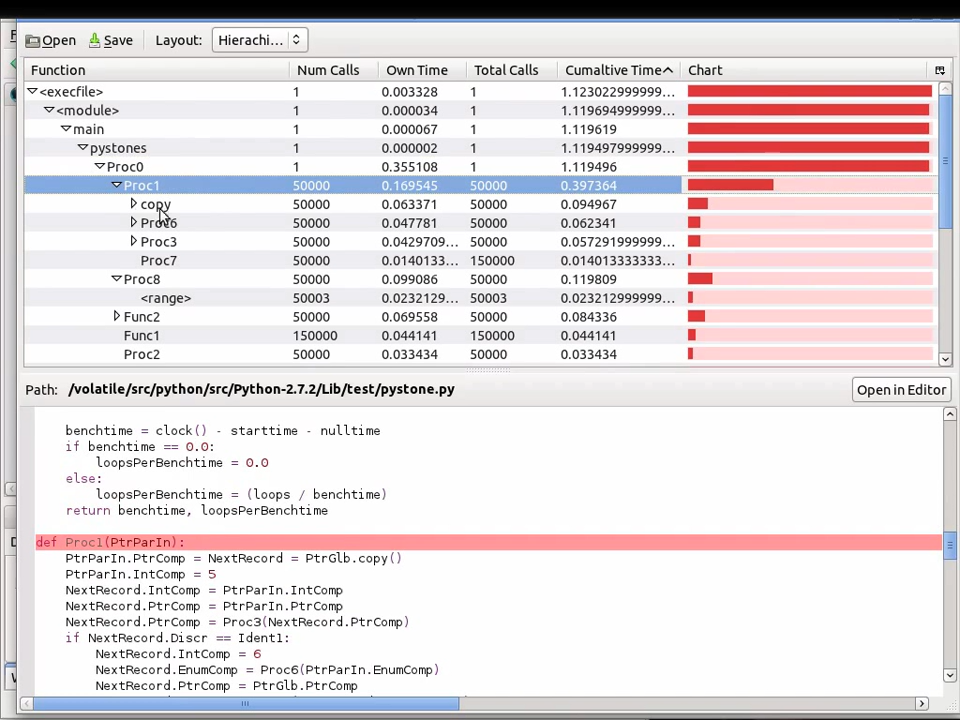 Open Save Layout: Hierachi...
Function Num Calls Own Time Total Calls Cumaltive Time Chart
<execfile> 1 0.003328 1 1.123022999999...
<module> 1 0.000034 1 1.119694999999...
main 1 0.000067 1 1.119619
pystones 1 0.000002 1 1.119497999999...
Proc0 1 0.355108 1 1.119496
Proc1 50000 0.169545 50000 0.397364
copy 50000 0.063371 50000 0.094967
Proc6 50000 0.047781 50000 0.062341
Proc3 50000 0.0429709... 50000 0.057291999999...
Proc7 50000 0.014013... 150000 0.014013333333...
Proc8 50000 0.099086 50000 0.119809
<range> 50003 0.0232129... 50003 0.023212999999...
Func2 50000 0.069558 50000 0.084336
Func1 150000 0.044141 150000 0.044141
Proc2 50000 0.033434 50000 0.033434
Path: /volatile/src/python/src/Python-2.7.2/Lib/test/pystone.py Open in Editor
benchtime = clock() - starttime - nulltime
if benchtime == 0.0:
loopsPerBenchtime = 0.0
else:
loopsPerBenchtime = (loops / benchtime)
return benchtime, loopsPerBenchtime
def Proc1(PtrParIn):
PtrParIn.PtrComp = NextRecord = PtrGlb.copy()
PtrParIn.IntComp = 5
NextRecord.IntComp = PtrParIn.IntComp
NextRecord.PtrComp = PtrParIn.PtrComp
NextRecord.PtrComp = Proc3(NextRecord.PtrComp)
if NextRecord.Discr == Ident1:
NextRecord.IntComp = 6
NextRecord.EnumComp = Proc6(PtrParIn.EnumComp)
NextRecord.PtrComp = PtrGlb.PtrComp